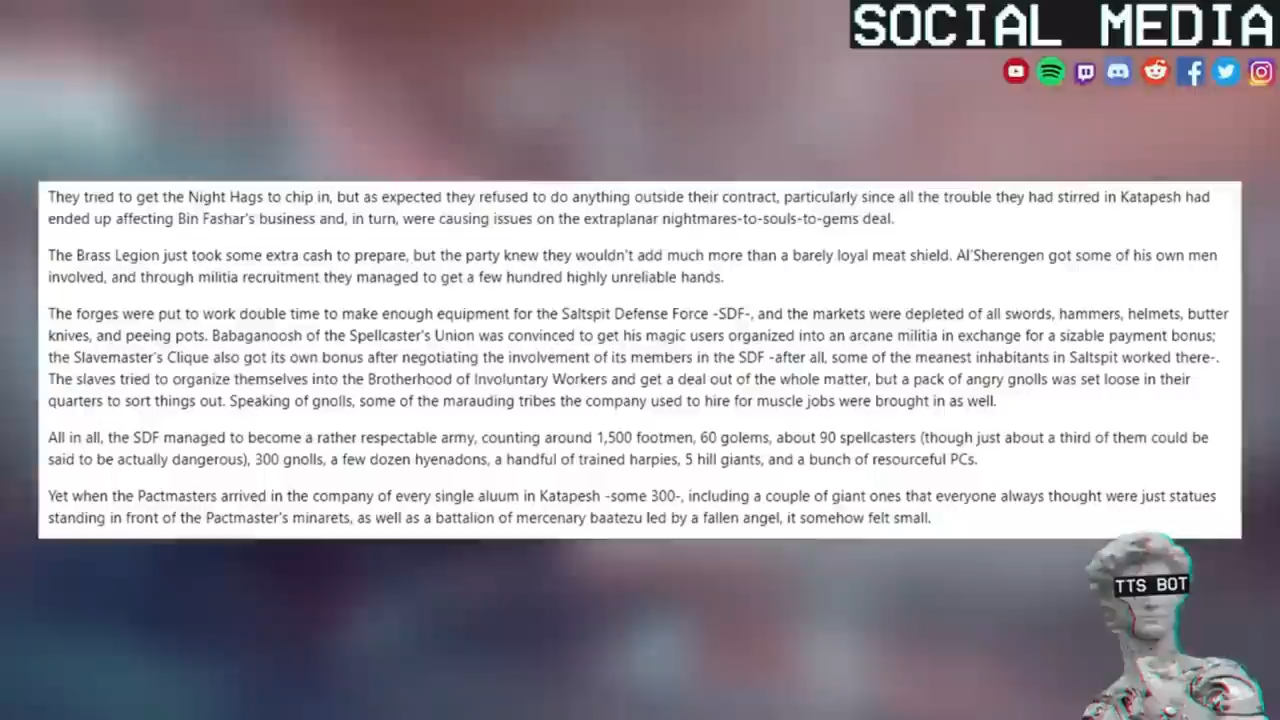 SOCIAL MEDIA
They tried to get the Night Hags to chip in, but as expected they refused to do anything outside their contract, particularly since all the trouble they had stirred in Katapesh had
ended up affecting Bin Fashar's business and, in turn, were causing issues on the extraplanar nightmares-to-souls-to-gems deal.
The Brass Legion just took some extra cash to prepare, but the party knew they wouldn't add much more than a barely loyal meat shield. Al'Sherengen got some of his own men
involved, and through militia recruitment they managed to get a few hundred highly unreliable hands.
The forges were put to work double time to make enough equipment for the Saltspit Defense Force -SDF-, and the markets were depleted of all swords, hammers, helmets, butter
knives, and peeing pots. Babaganoosh of the Spellcaster's Union was convinced to get his magic users organized into an arcane militia in exchange for a sizable payment bonus;
the Slavemaster's Clique also got its own bonus after negotiating the involvement of its members in the SDF -after all, some of the meanest inhabitants in Saltspit worked there-.
The slaves tried to organize themselves into the Brotherhood of Involuntary Workers and get a deal out of the whole matter, but a pack of angry gnolls was set loose in their
quarters to sort things out. Speaking of gnolls, some of the marauding tribes the company used to hire for muscle jobs were brought in as well.
All in all, the SDF managed to become a rather respectable army, counting around 1,500 footmen, 60 golems, about 90 spellcasters (though just about a third of them could be
said to be actually dangerous), 300 gnolls, a few dozen hyenadons, a handful of trained harpies, 5 hill giants, and a bunch of resourceful PCs.
Yet when the Pactmasters arrived in the company of every single aluum in Katapesh -some 300-, including a couple of giant ones that everyone always thought were just statues
standing in front of the Pactmaster's minarets, as well as a battalion of mercenary baatezu led by a fallen angel, it somehow felt small.
TTS BOT